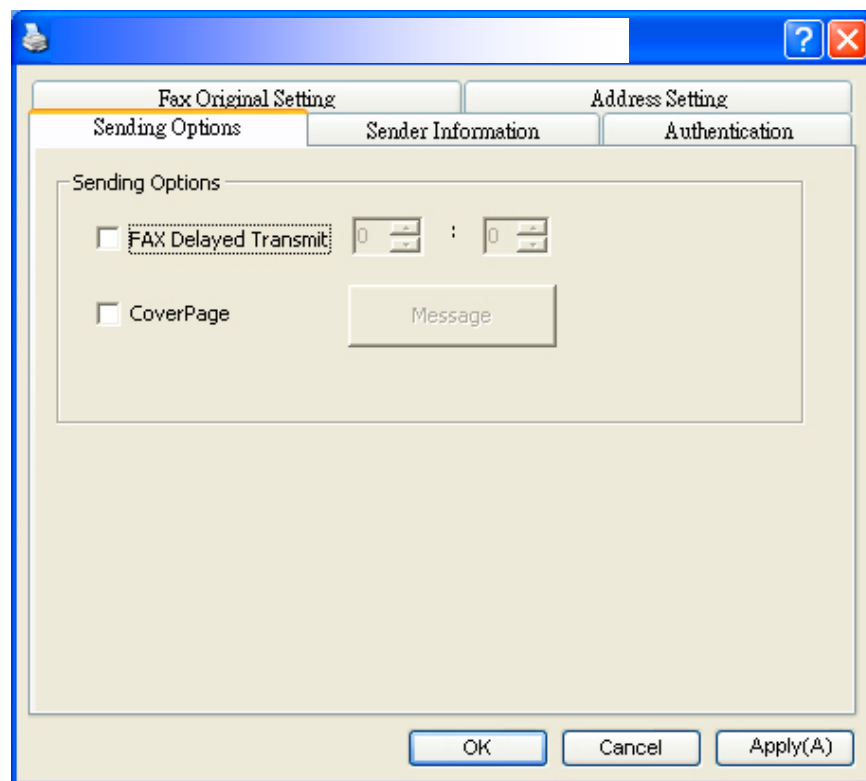 ?
Fax Original Setting Address Setting
Sending Options Sender Information Authentication
Sending Options
FAX Delayed Transmit 0 : 0
CoverPage Message
OK Cancel Apply(A)